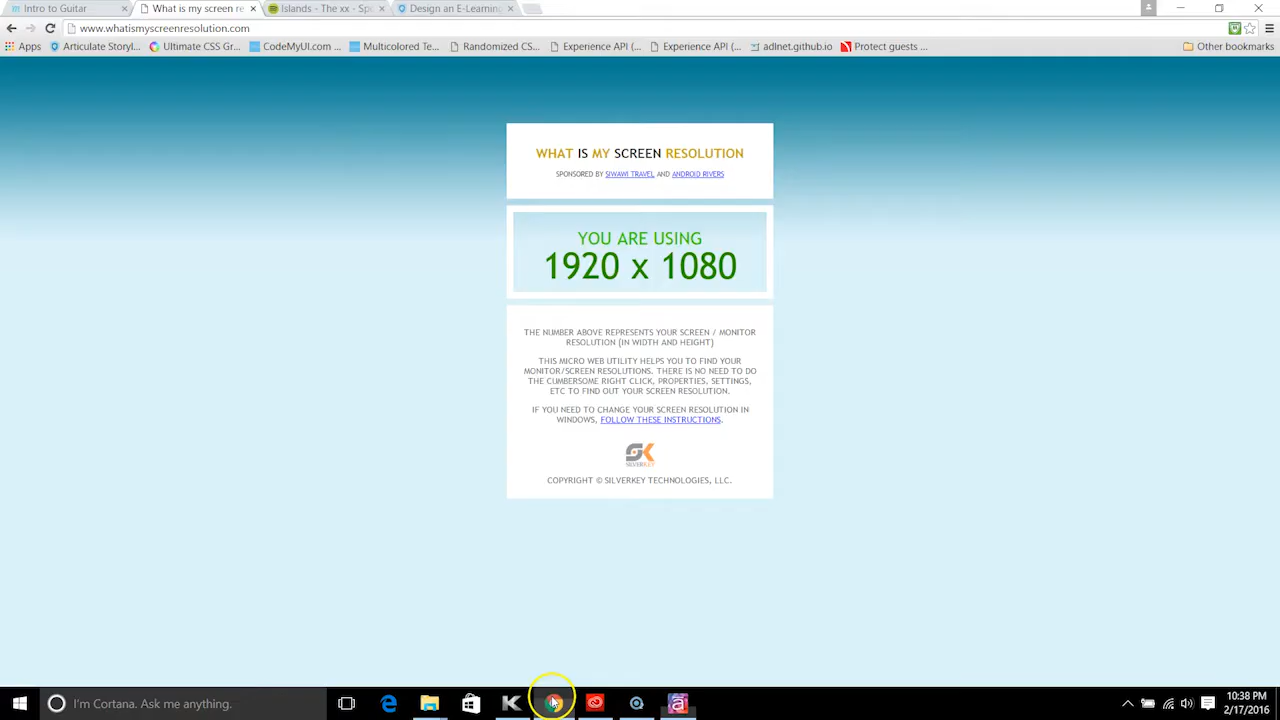 Intro to Guitar
What is my screen re
Islands - The xx - Spo
Design an E-Learning
www.whatismyscreenresolution.com
Apps
Articulate Storyl...
Ultimate CSS Gr...
CodeMyUI.com ...
Multicolored Te...
Randomized CS...
Experience API (...
Experience API (...
adlnet.github.io
Protect guests ...
Other bookmarks
WHAT IS MY SCREEN RESOLUTION
SPONSORED BY SIWAWI TRAVEL AND ANDROID RIVERS
YOU ARE USING
1920 x 1080
THE NUMBER ABOVE REPRESENTS YOUR SCREEN / MONITOR
RESOLUTION (IN WIDTH AND HEIGHT)
THIS MICRO WEB UTILITY HELPS YOU TO FIND YOUR
MONITOR/SCREEN RESOLUTIONS. THERE IS NO NEED TO DO
THE CUMBERSOME RIGHT CLICK, PROPERTIES, SETTINGS,
ETC TO FIND OUT YOUR SCREEN RESOLUTION.
IF YOU NEED TO CHANGE YOUR SCREEN RESOLUTION IN
WINDOWS, FOLLOW THESE INSTRUCTIONS.
SILVERKEY
COPYRIGHT © SILVERKEY TECHNOLOGIES, LLC.
I'm Cortana. Ask me anything.
10:38 PM
2/17/2016